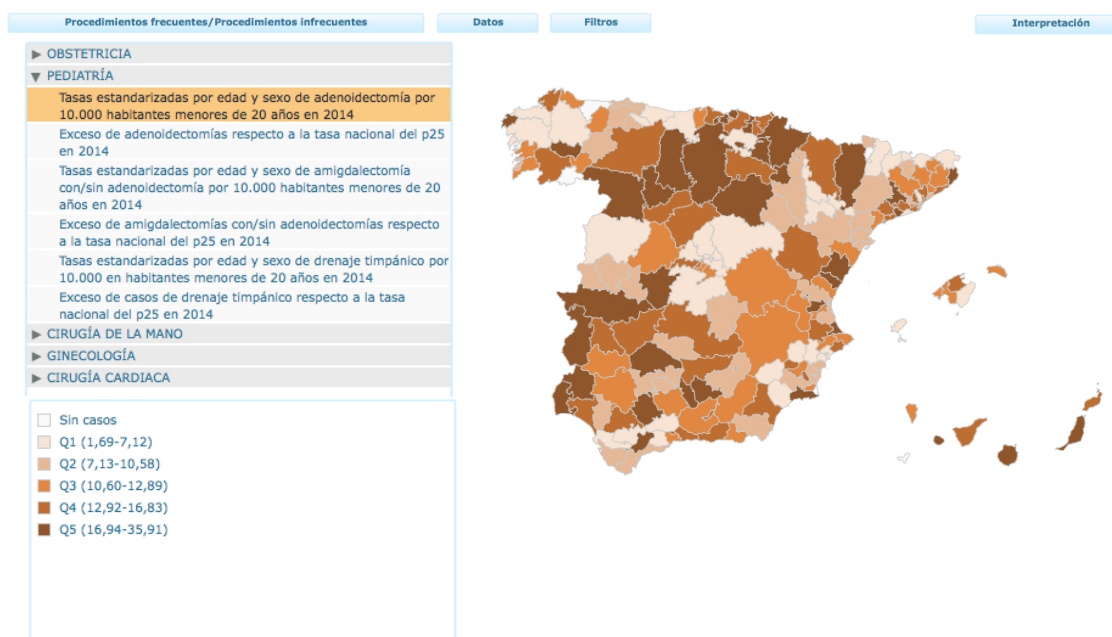 Procedimientos frecuentes/Procedimientos infrecuentes
Datos
Filtros
Interpretación
OBSTETRICIA
PEDIATRÍA
Tasas estandarizadas por edad y sexo de adenoidectomía por
10.000 habitantes menores de 20 años en 2014
Exceso de adenoidectomías respecto a la tasa nacional del p25
en 2014
Tasas estandarizadas por edad y sexo de amigdalectomía
con/sin adenoidectomía por 10.000 habitantes menores de 20
años en 2014
Exceso de amigdalectomías con/sin adenoidectomías respecto
a la tasa nacional del p25 en 2014
Tasas estandarizadas por edad y sexo de drenaje timpánico por
10.000 en habitantes menores de 20 años en 2014
Exceso de casos de drenaje timpánico respecto a la tasa
nacional del p25 en 2014
CIRUGÍA DE LA MANO
GINECOLOGÍA
CIRUGÍA CARDIACA
Sin casos
Q1 (1,69-7,12)
Q2 (7,13-10,58)
Q3 (10,60-12,89)
Q4 (12,92-16,83)
Q5 (16,94-35,91)